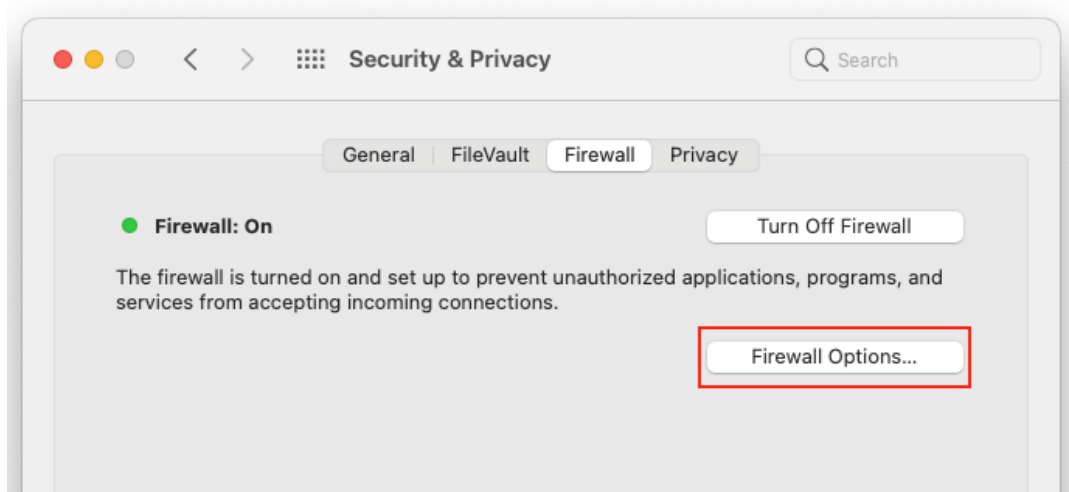 Security & Privacy
Search
General
FileVault
Firewall
Privacy
Firewall: On
Turn Off Firewall
The firewall is turned on and set up to prevent unauthorized applications, programs, and
services from accepting incoming connections.
Firewall Options...